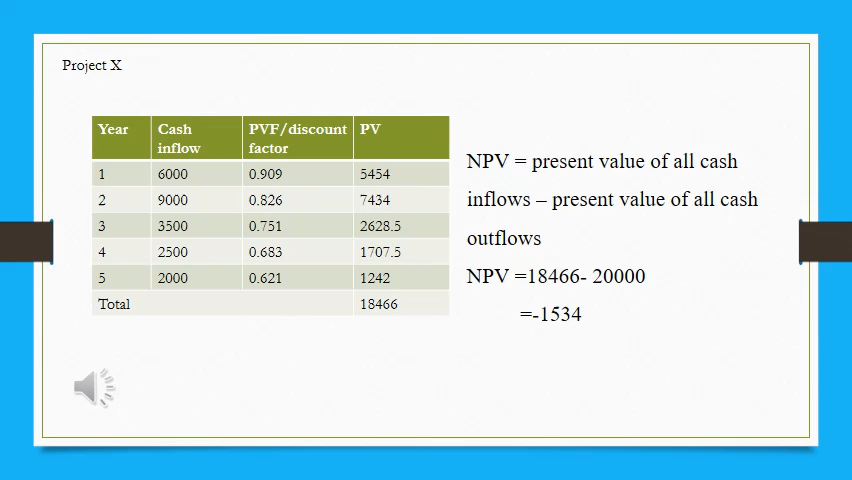 Project X
Year Cash inflow PVF/discount factor PV
1 6000 0.909 5454
2 9000 0.826 7434
3 3500 0.751 2628.5
4 2500 0.683 1707.5
5 2000 0.621 1242
Total 18466
NPV = present value of all cash
inflows – present value of all cash
outflows
NPV =18466- 20000
=-1534